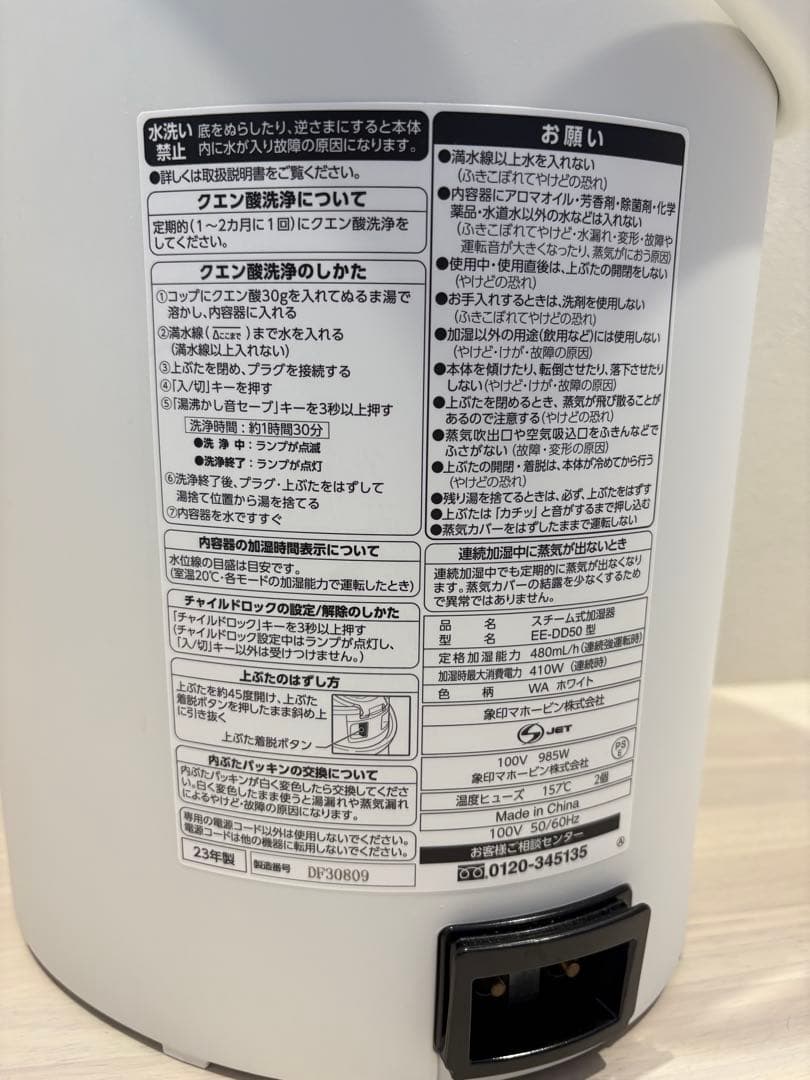 水洗い禁止
底をぬらしたり、逆さまにすると本体
内に水が入り故障の原因になります。
●詳しくは取扱説明書をご覧ください。
クエン酸洗浄について
定期的(1〜2カ月に1回)にクエン酸洗浄を
してください。
クエン酸洗浄のしかた
①コップにクエン酸30gを入れてぬるま湯で
溶かし、内容器に入れる
②満水線(ここまで)まで水を入れる
(満水線以上入れない)
③上ぶたを閉め、プラグを接続する
④「入/切」キーを押す
⑤「湯沸かし音セーブ」キーを3秒以上押す
洗浄時間：約1時間30分
●洗 浄 中：ランプが点滅
●洗浄終了：ランプが点灯
⑥洗浄終了後、プラグ・上ぶたをはずして
湯捨て位置から湯を捨てる
⑦内容器を水ですすぐ
内容器の加湿時間表示について
水位線の目盛は目安です。
(室温20℃・各モードの加湿能力で運転したとき)
チャイルドロックの設定/解除のしかた
「チャイルドロック」キーを3秒以上押す
(チャイルドロック設定中はランプが点灯し、
「入/切」キー以外は受けつけません。)
上ぶたのはずし方
上ぶたを約45度開け、上ぶた
着脱ボタンを押したまま斜め上
に引き抜く
上ぶた着脱ボタン
内ぶたパッキンの交換について
内ぶたパッキンが白く変色したら交換してくださ
い。白く変色したまま使うと湯漏れや蒸気漏れ
によるやけど・故障の原因になります。
専用の電源コード以外は使用しないでください。
電源コードは他の機器に転用しないでください。
23年製
製造番号 DF30809
お願い
●満水線以上水を入れない
(ふきこぼれてやけどの恐れ)
●内容器にアロマオイル・芳香剤・除菌剤・化学
薬品・水道水以外の水などは入れない
(ふきこぼれてやけど・水漏れ・変形・故障や
運転音が大きくなったり、蒸気がにおう原因)
●使用中・使用直後は、上ぶたの開閉をしない
(やけどの恐れ)
●お手入れするときは、洗剤を使用しない
(ふきこぼれてやけどの恐れ)
●加湿以外の用途(飲用など)には使用しない
(やけど・けが・故障の原因)
●本体を傾けたり、転倒させたり、落下させたり
しない(やけど・けが・故障の原因)
●上ぶたを閉めるとき、蒸気が飛び散ることが
あるので注意する(やけどの恐れ)
●蒸気吹出口や空気吸込口をふきんなどで
ふさがない(故障・変形の原因)
●上ぶたの開閉・着脱は、本体が冷めてから行う
(やけどの恐れ)
●残り湯を捨てるときは、必ず、上ぶたをはずす
●上ぶたは「カチッ」と音がするまで押し込む
●蒸気カバーをはずしたままで運転しない
連続加湿中に蒸気が出ないとき
連続加湿中でも定期的に蒸気が出なくなり
ます。蒸気カバーの結露を少なくするため
で異常ではありません。
品 名 スチーム式加湿器
型 名 EE-DD50 型
定格加湿能力 480mL/h(連続強運転時)
加湿時最大消費電力 410W(連続時)
色 柄 WA ホワイト
象印マホービン株式会社
JET
100V 985W
象印マホービン株式会社
PS
E
温度ヒューズ 157℃ 2個
Made in China
100V 50/60Hz
お客様ご相談センター
0120-345135
Ⓐ